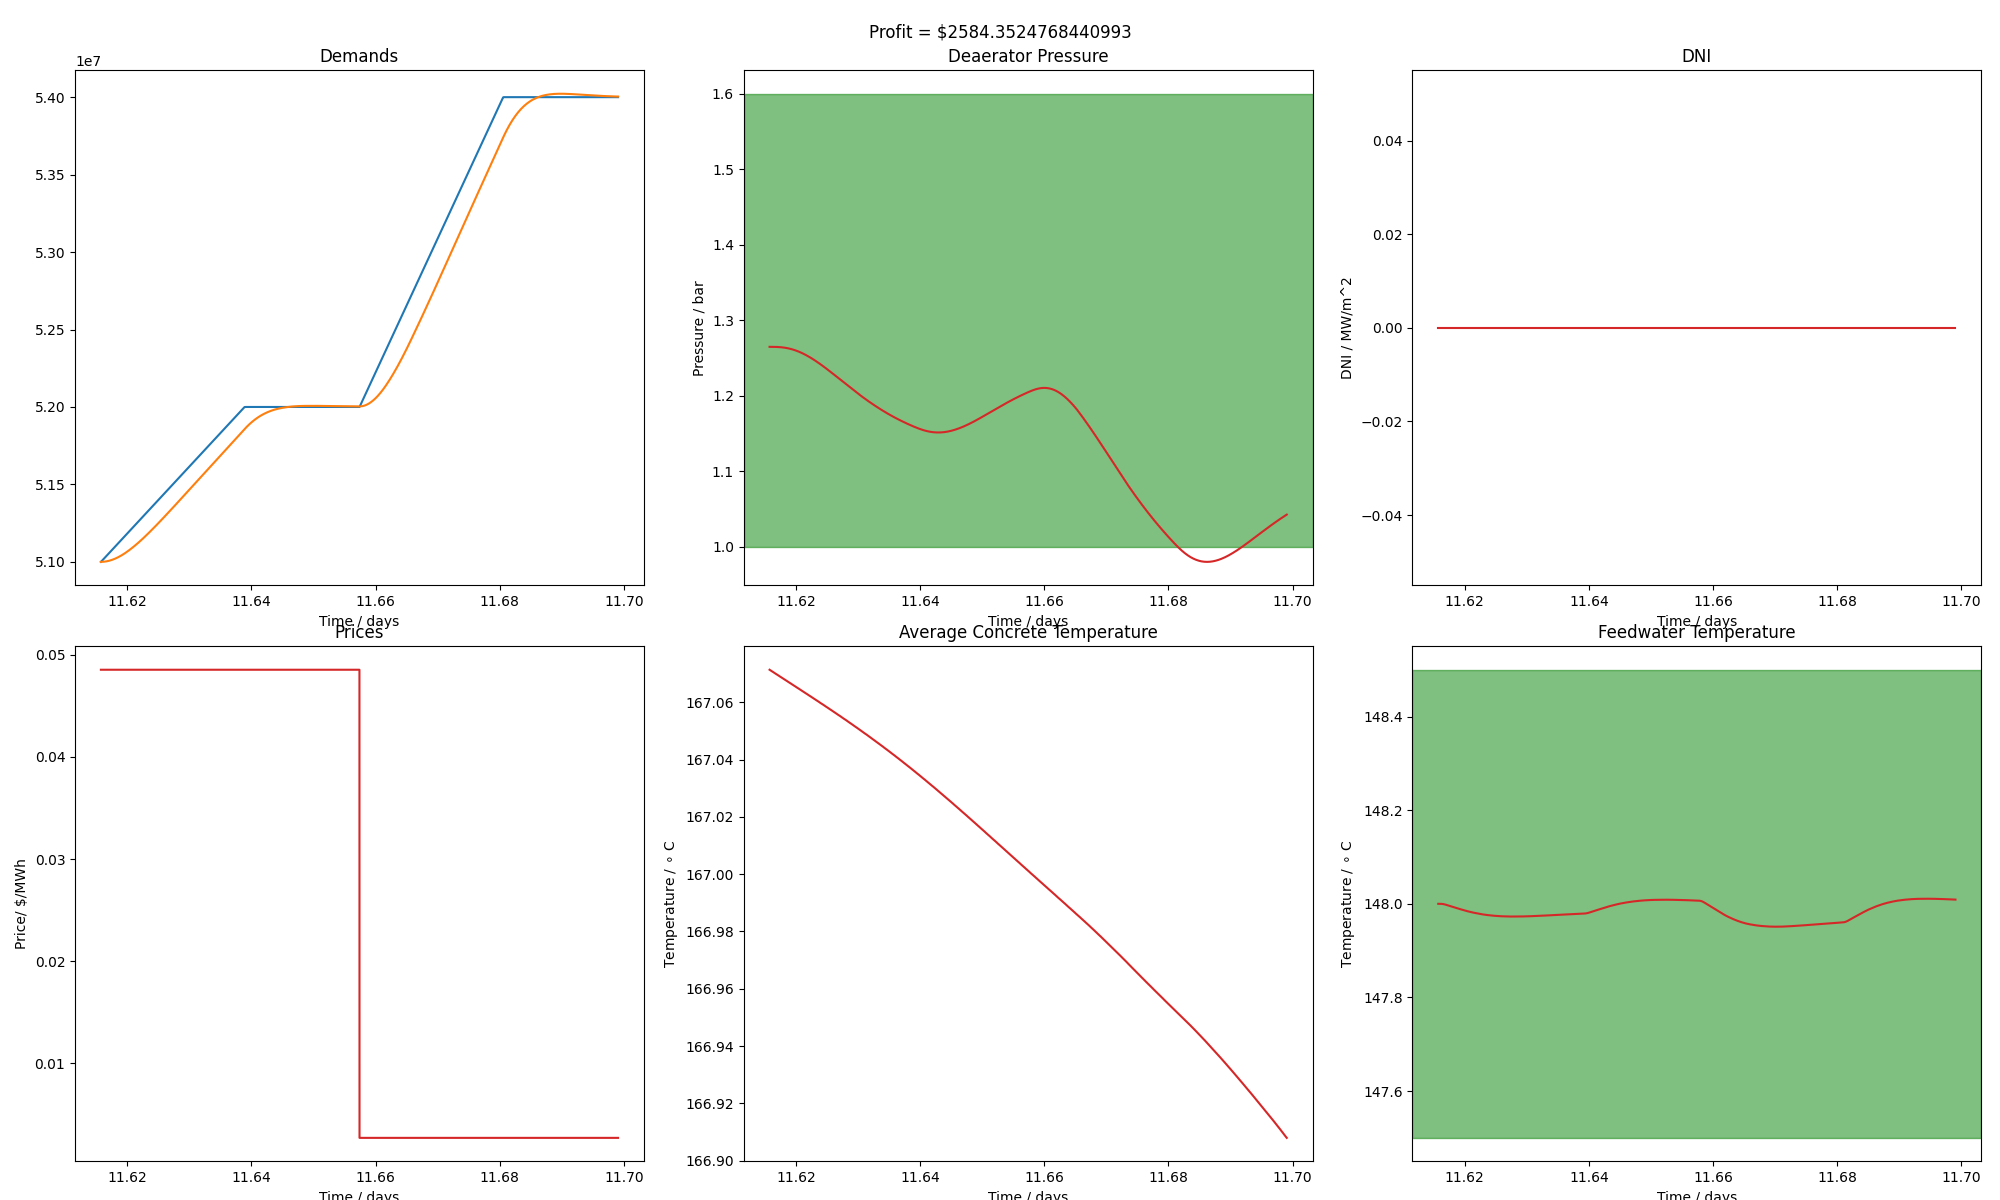 Profit = $2584.3524768440993
Demands
1e7
5.40
5.35
5.30
5.25
5.20
5.15
5.10
11.62 11.64 11.66 11.68 11.70
Time / days
Deaerator Pressure
Pressure / bar
1.6
1.5
1.4
1.3
1.2
1.1
1.0
11.62 11.64 11.66 11.68 11.70
Time / days
DNI
DNI / MW/m^2
0.04
0.02
0.00
−0.02
−0.04
11.62 11.64 11.66 11.68 11.70
Time / days
Prices
Price/ $/MWh
0.05
0.04
0.03
0.02
0.01
11.62 11.64 11.66 11.68 11.70
Time / days
Average Concrete Temperature
Temperature / ∘ C
167.06
167.04
167.02
167.00
166.98
166.96
166.94
166.92
166.90
11.62 11.64 11.66 11.68 11.70
Time / days
Feedwater Temperature
Temperature / ∘ C
148.4
148.2
148.0
147.8
147.6
11.62 11.64 11.66 11.68 11.70
Time / days